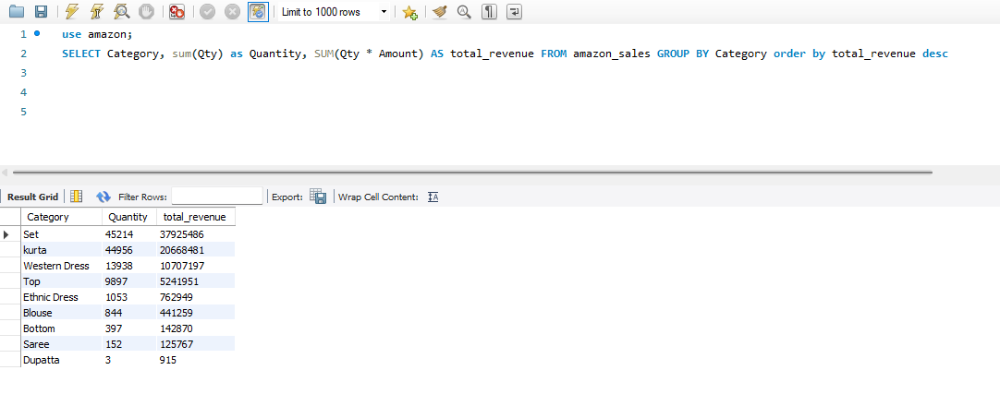 Limit to 1000 rows
1 use amazon;
2 SELECT Category, sum(Qty) as Quantity, SUM(Qty * Amount) AS total_revenue FROM amazon_sales GROUP BY Category order by total_revenue desc
3
4
5
Result Grid Filter Rows: Export: Wrap Cell Content:
Category Quantity total_revenue
Set 45214 37925486
kurta 44956 20668481
Western Dress 13938 10707197
Top 9897 5241951
Ethnic Dress 1053 762949
Blouse 844 441259
Bottom 397 142870
Saree 152 125767
Dupatta 3 915